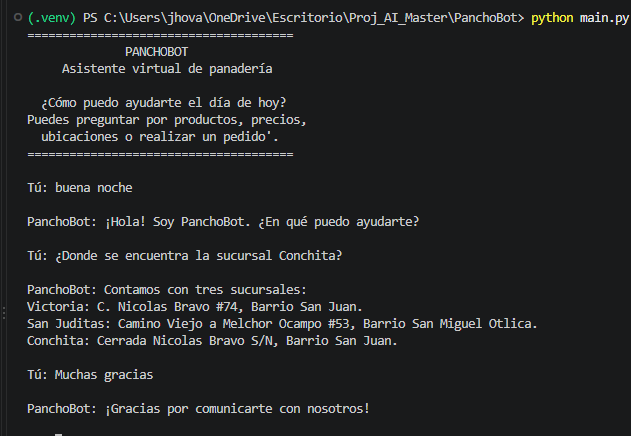 (.venv) PS C:\Users\jhova\OneDrive\Escritorio\Proj_AI_Master\PanchoBot> python main.py
======================================
PANCHOBOT
Asistente virtual de panadería
¿Cómo puedo ayudarte el día de hoy?
Puedes preguntar por productos, precios,
ubicaciones o realizar un pedido'.
======================================
Tú: buena noche
PanchoBot: ¡Hola! Soy PanchoBot. ¿En qué puedo ayudarte?
Tú: ¿Donde se encuentra la sucursal Conchita?
PanchoBot: Contamos con tres sucursales:
Victoria: C. Nicolas Bravo #74, Barrio San Juan.
San Juditas: Camino Viejo a Melchor Ocampo #53, Barrio San Miguel Otlica.
Conchita: Cerrada Nicolas Bravo S/N, Barrio San Juan.
Tú: Muchas gracias
PanchoBot: ¡Gracias por comunicarte con nosotros!